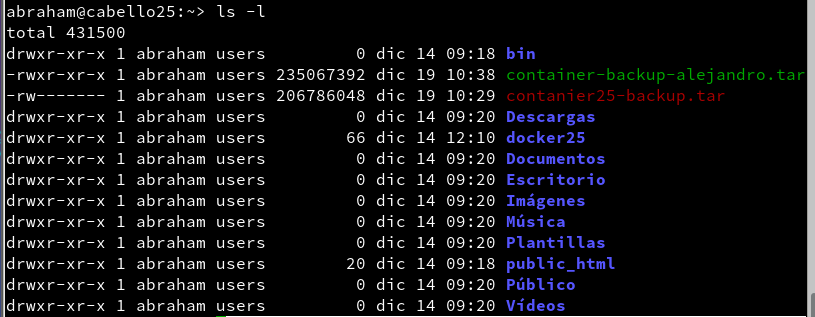 abraham@cabello25:~> ls -l
total 431500
drwxr-xr-x 1 abraham users         0 dic 14 09:18 bin
-rwxr-xr-x 1 abraham users 235067392 dic 19 10:38 container-backup-alejandro.tar
-rw------- 1 abraham users 206786048 dic 19 10:29 contanier25-backup.tar
drwxr-xr-x 1 abraham users         0 dic 14 09:20 Descargas
drwxr-xr-x 1 abraham users        66 dic 14 12:10 docker25
drwxr-xr-x 1 abraham users         0 dic 14 09:20 Documentos
drwxr-xr-x 1 abraham users         0 dic 14 09:20 Escritorio
drwxr-xr-x 1 abraham users         0 dic 14 09:20 Imágenes
drwxr-xr-x 1 abraham users         0 dic 14 09:20 Música
drwxr-xr-x 1 abraham users         0 dic 14 09:20 Plantillas
drwxr-xr-x 1 abraham users        20 dic 14 09:18 public_html
drwxr-xr-x 1 abraham users         0 dic 14 09:20 Público
drwxr-xr-x 1 abraham users         0 dic 14 09:20 Vídeos